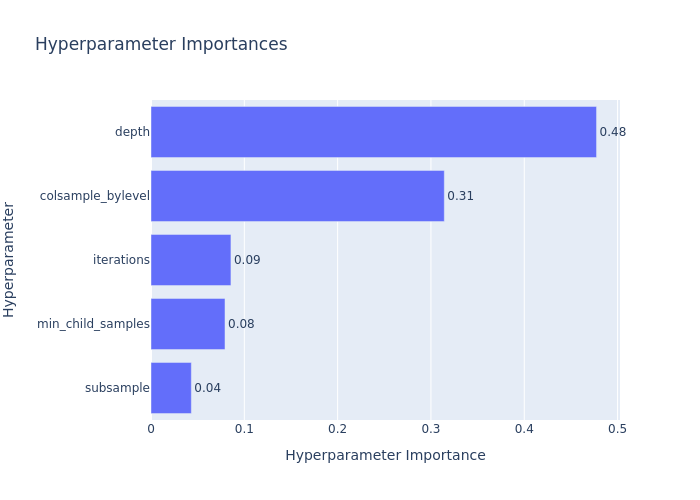 Hyperparameter Importances
Hyperparameter
depth
0.48
colsample_bylevel
0.31
iterations
0.09
min_child_samples
0.08
subsample
0.04
0 0.1 0.2 0.3 0.4 0.5
Hyperparameter Importance